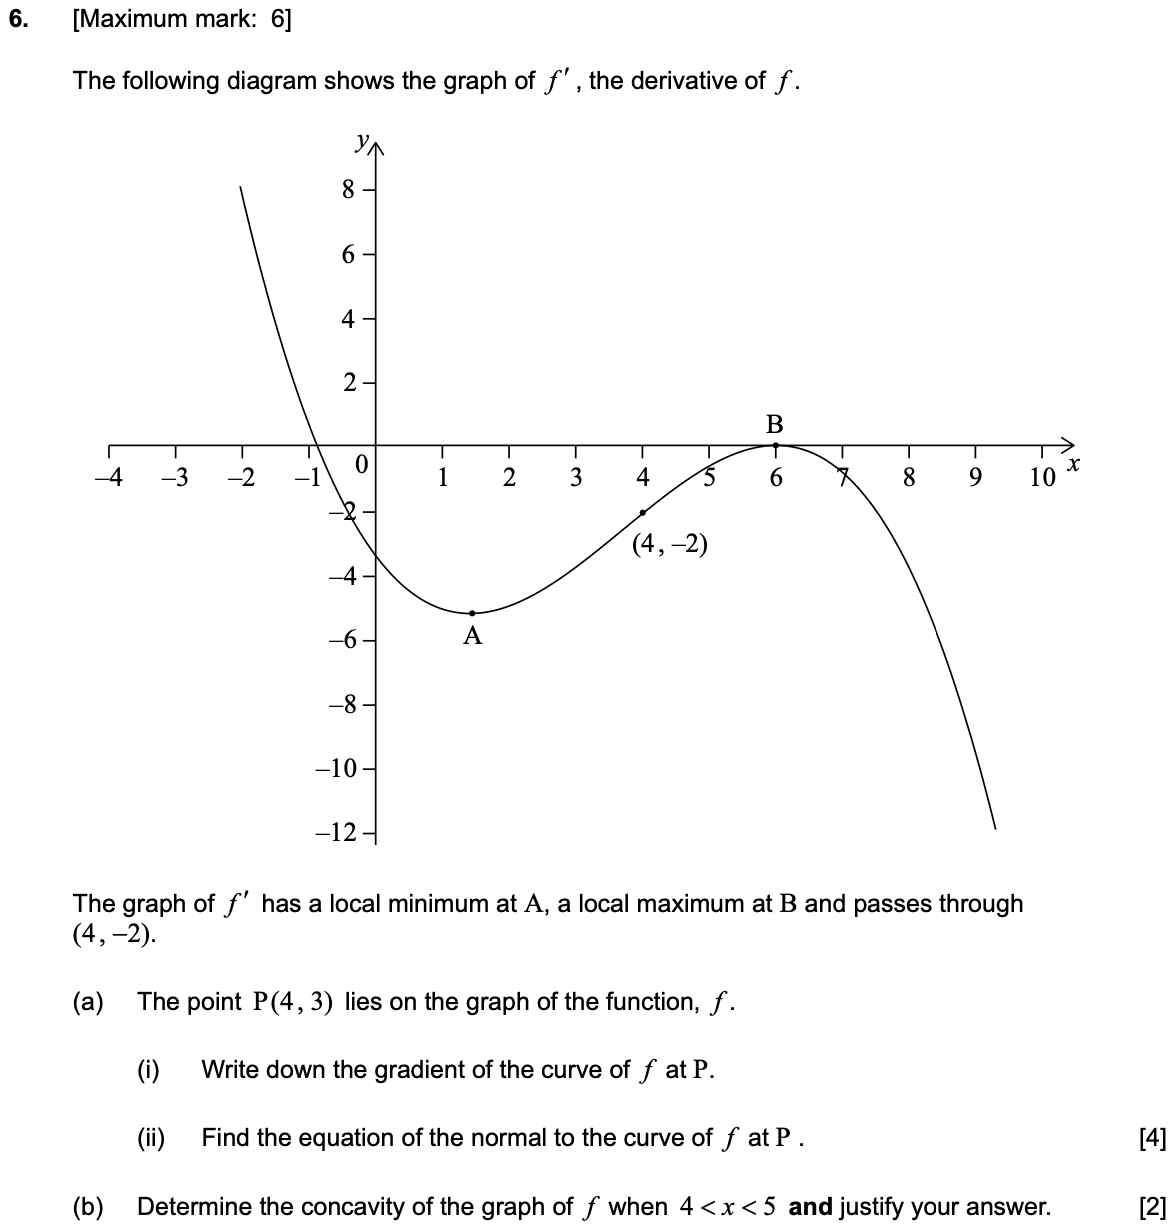 6. [Maximum mark: 6]
The following diagram shows the graph of f′ , the derivative of f .
y
8
6
4
2
B
–4 –3 –2 –1 0 1 2 3 4 5 6 7 8 9 10 x
–2
(4 , –2)
–4
A
–6
–8
–10
–12
The graph of f′ has a local minimum at A, a local maximum at B and passes through
(4 , –2).
(a) The point P(4 , 3) lies on the graph of the function, f .
(i) Write down the gradient of the curve of f at P.
(ii) Find the equation of the normal to the curve of f at P . [4]
(b) Determine the concavity of the graph of f when 4 < x < 5 and justify your answer. [2]